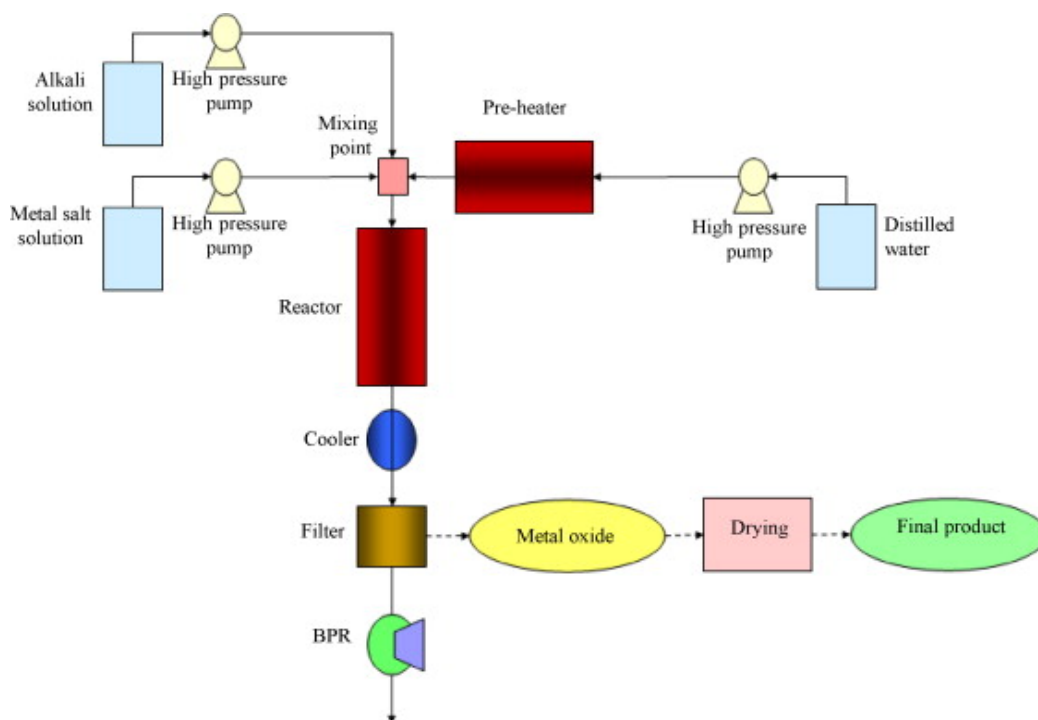 Alkali
solution
High pressure
pump
Mixing
point
Pre-heater
Metal salt
solution
High pressure
pump
High pressure
pump
Distilled
water
Reactor
Cooler
Filter
Metal oxide
Drying
Final product
BPR